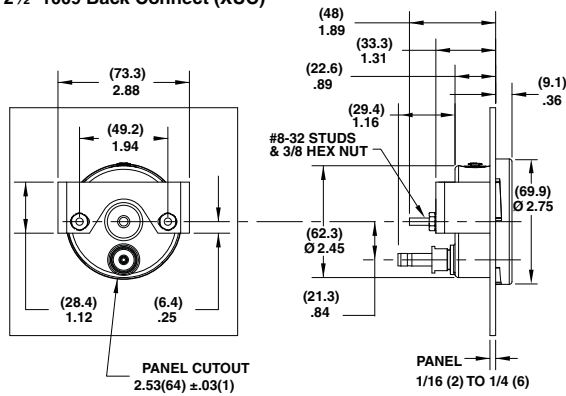 2½" 1009 Back Connect (XUC)
(73.3)
2.88
(49.2)
1.94
(28.4)
1.12
(6.4)
.25
PANEL CUTOUT
2.53(64) ±.03(1)
(48)
1.89
(33.3)
1.31
(22.6)
.89
(9.1)
.36
(29.4)
1.16
#8-32 STUDS
& 3/8 HEX NUT
(69.9)
Ø 2.75
(62.3)
Ø 2.45
(21.3)
.84
PANEL
1/16 (2) TO 1/4 (6)